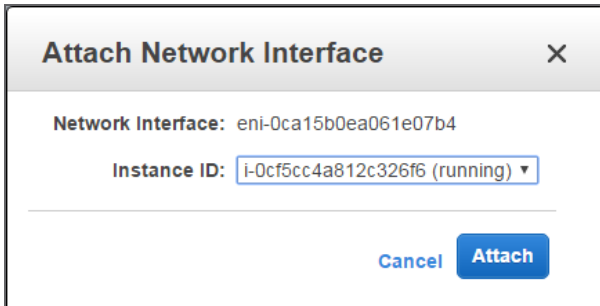 Attach Network Interface
Network Interface: eni-0ca15b0ea061e07b4
Instance ID: i-0cf5cc4a812c326f6 (running)
Cancel Attach